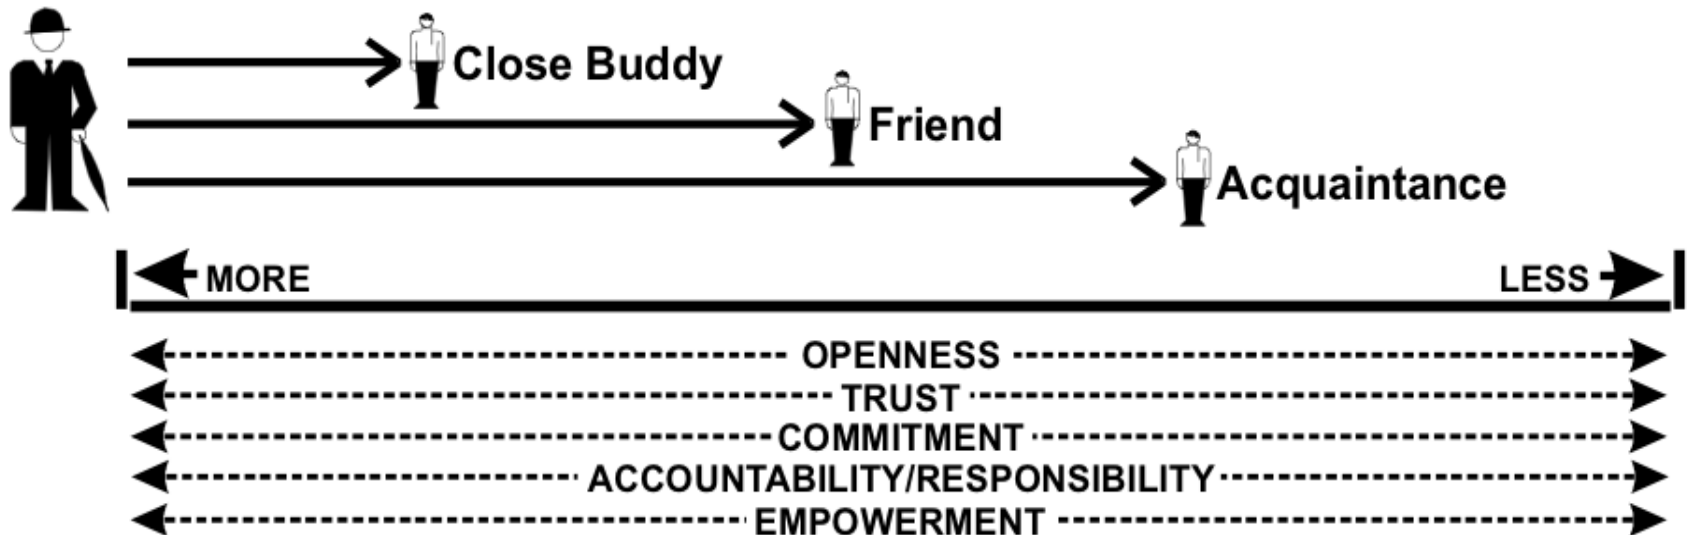 Close Buddy
Friend
Acquaintance
MORE LESS
OPENNESS
TRUST
COMMITMENT
ACCOUNTABILITY/RESPONSIBILITY
EMPOWERMENT